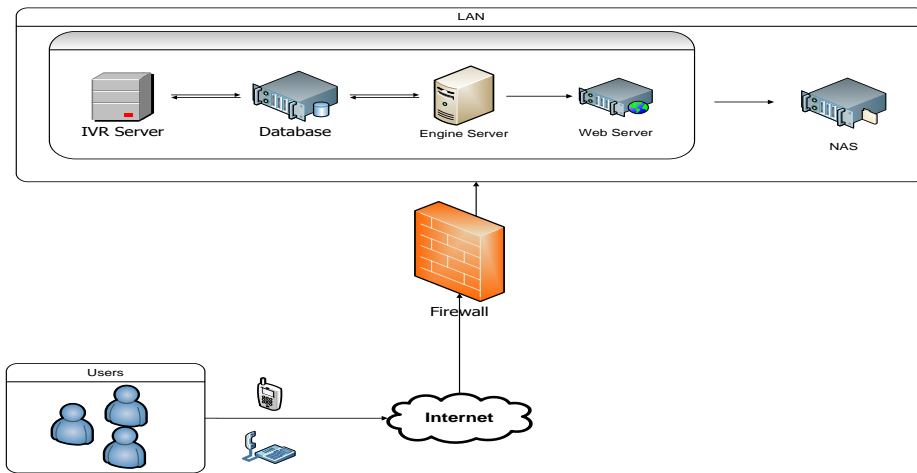 LAN
IVR Server
Database
Engine Server
Web Server
NAS
Firewall
Users
Internet